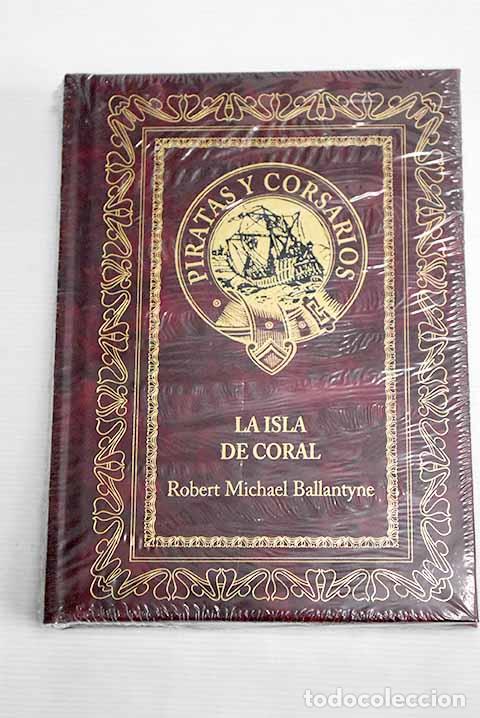 PIRATAS Y CORSARIOS
LA ISLA
DE CORAL
Robert Michael Ballantyne
todocoleccion